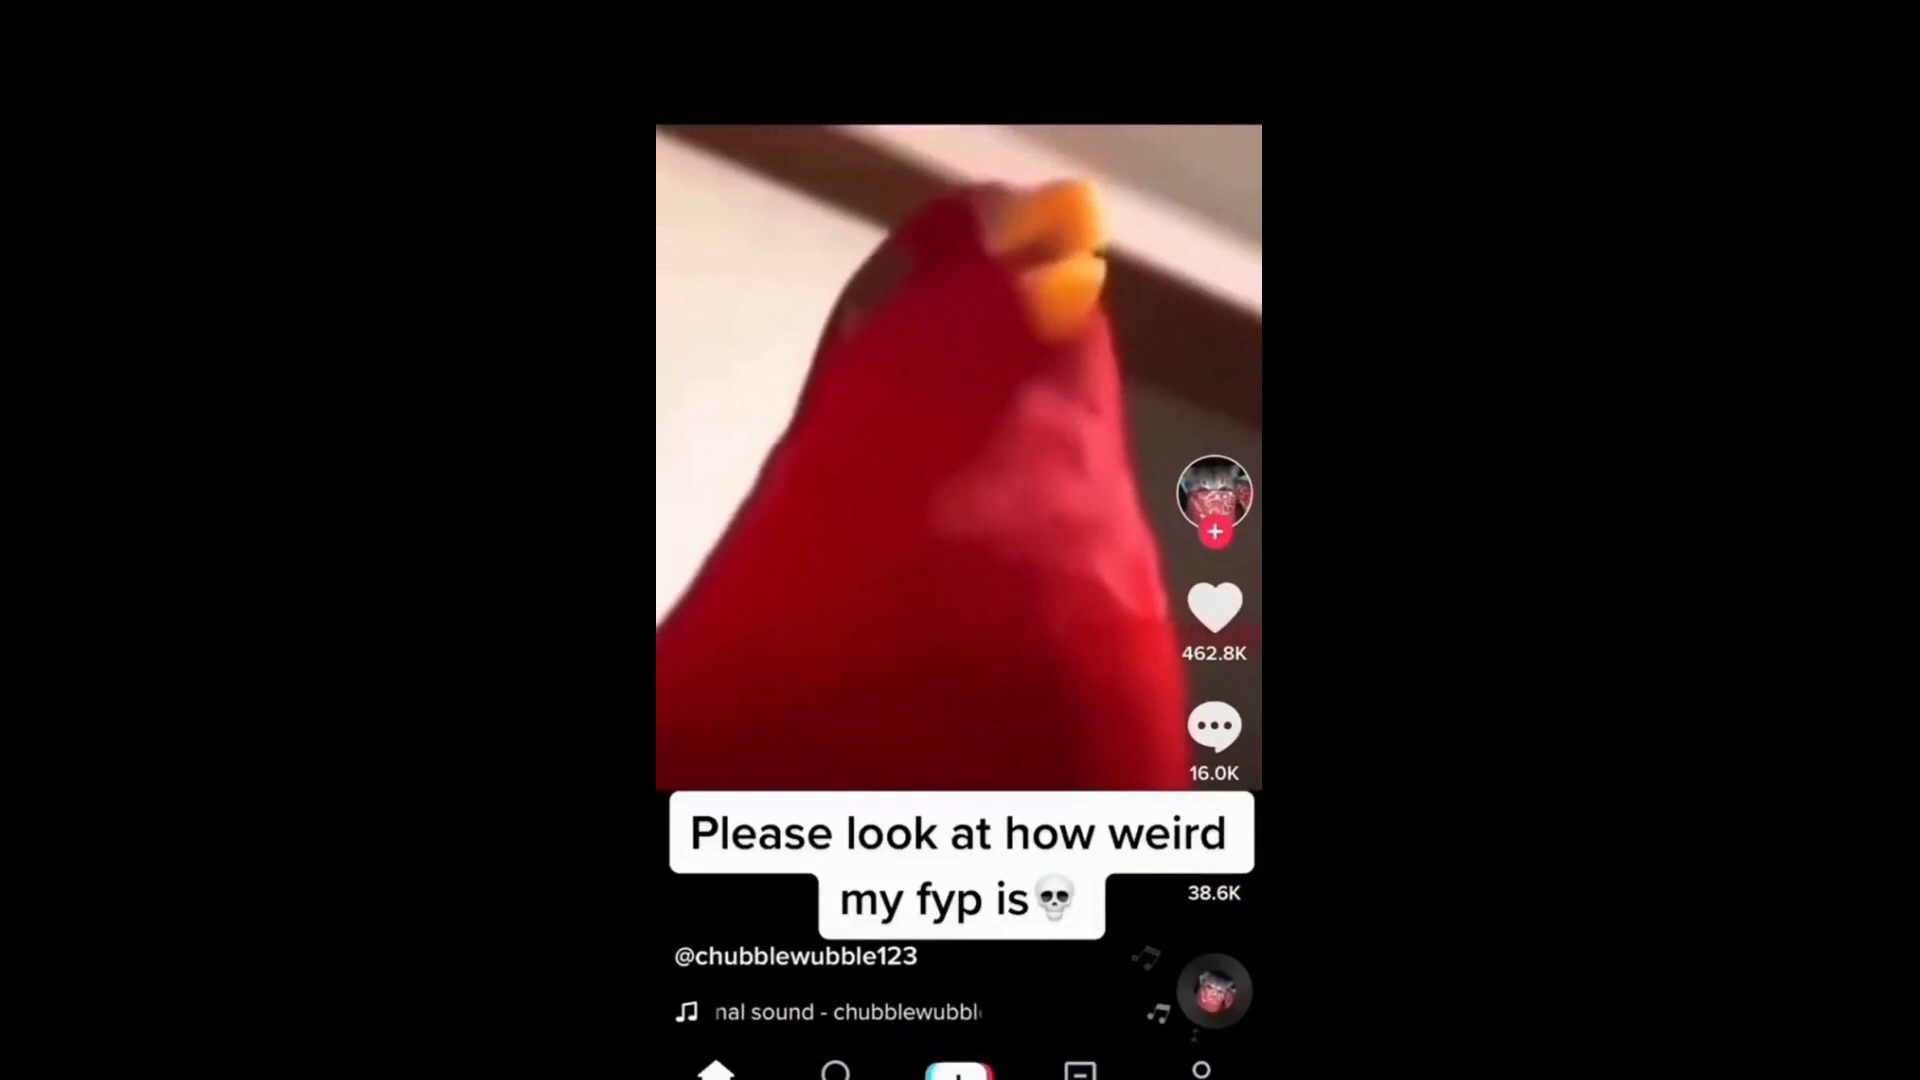 462.8K
16.0K
Please look at how weird
my fyp is💀
38.6K
@chubblewubble123
nal sound - chubblewubbl